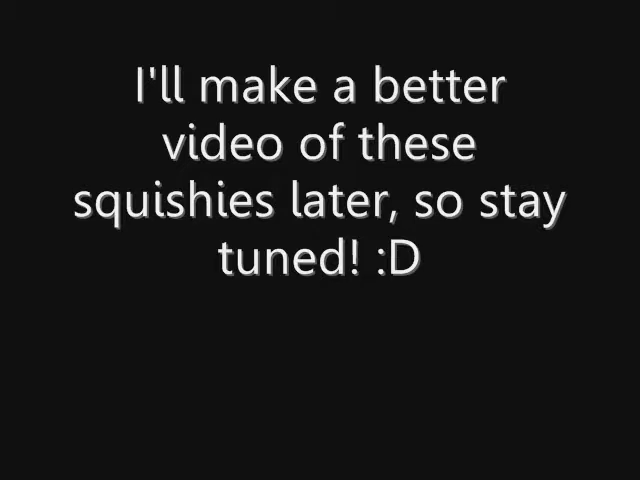 I'll make a better
video of these
squishies later, so stay
tuned! :D